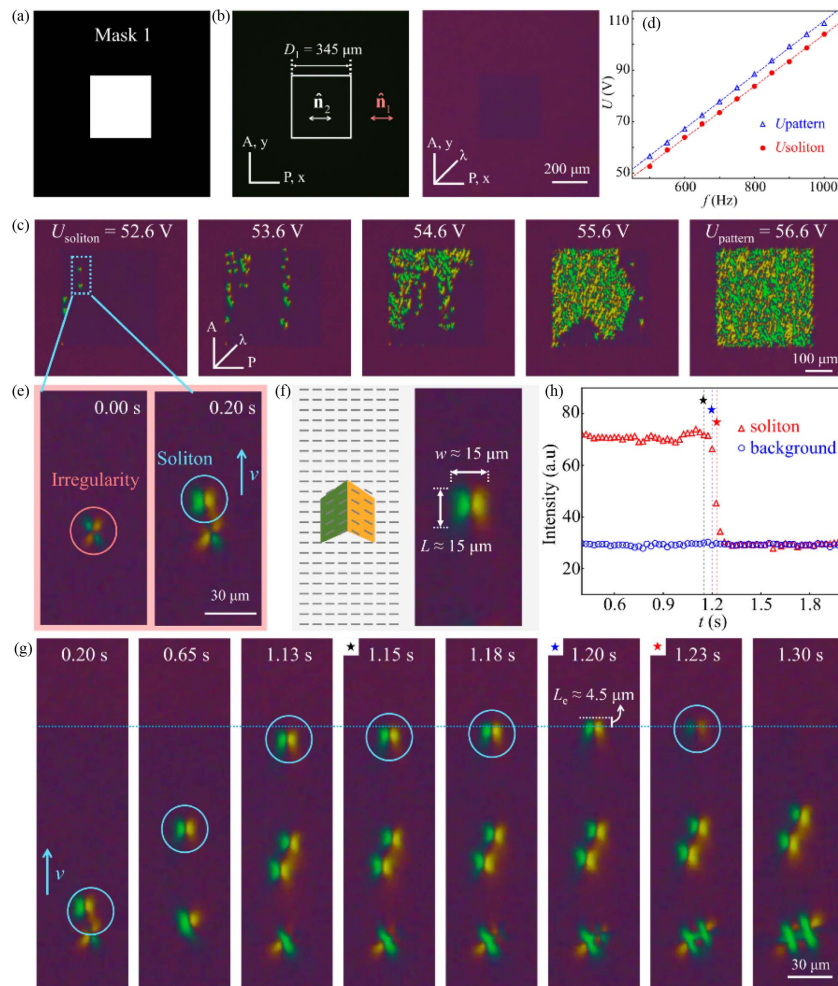 (a)
Mask 1
(b)
D₁ = 345 μm
n̂₂
n̂₁
A, y
P, x
A, y
λ
P, x
200 μm
(d)
110
90
70
50
U (V)
Upattern
Usoliton
600
800
1000
f (Hz)
(c)
Usoliton = 52.6 V
53.6 V
54.6 V
55.6 V
Upattern = 56.6 V
A
λ
P
100 μm
(e)
0.00 s
0.20 s
Irregularity
Soliton
v
30 μm
(f)
w ≈ 15 μm
L ≈ 15 μm
(h)
80
60
40
20
Intensity (a.u)
soliton
background
0.6
0.9
1.2
1.5
1.8
t (s)
(g)
0.20 s
0.65 s
1.13 s
1.15 s
1.18 s
1.20 s
1.23 s
1.30 s
Lₑ ≈ 4.5 μm
v
30 μm